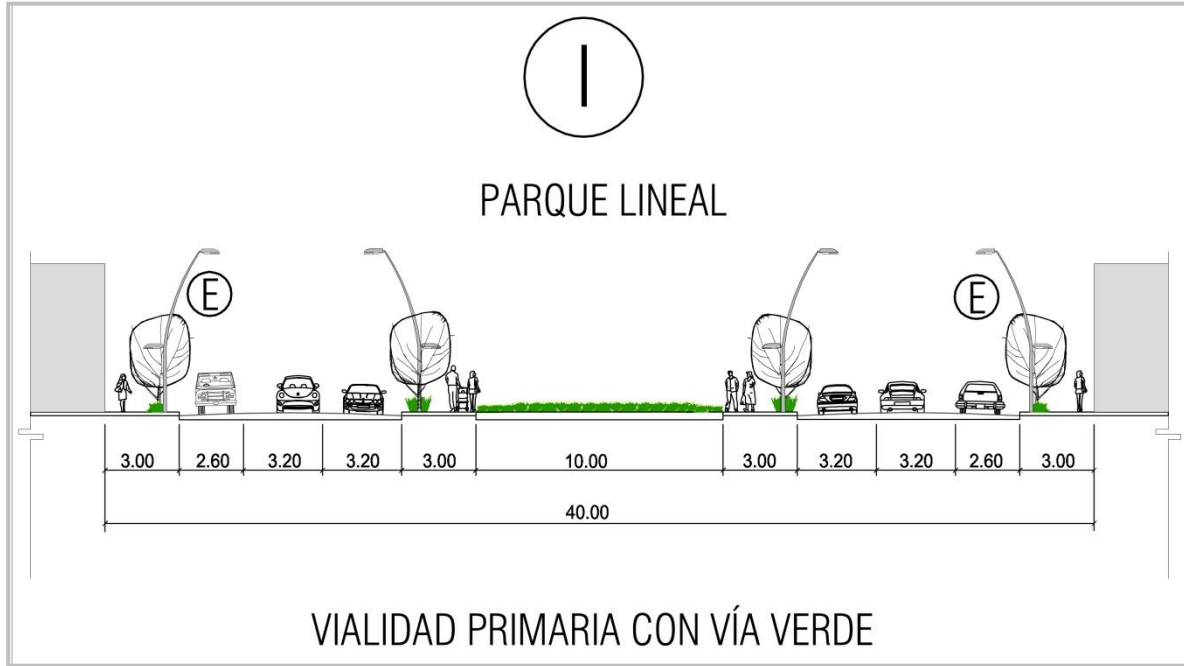 I
PARQUE LINEAL
E E
3.00 2.60 3.20 3.20 3.00 10.00 3.00 3.20 3.20 2.60 3.00
40.00
VIALIDAD PRIMARIA CON VÍA VERDE